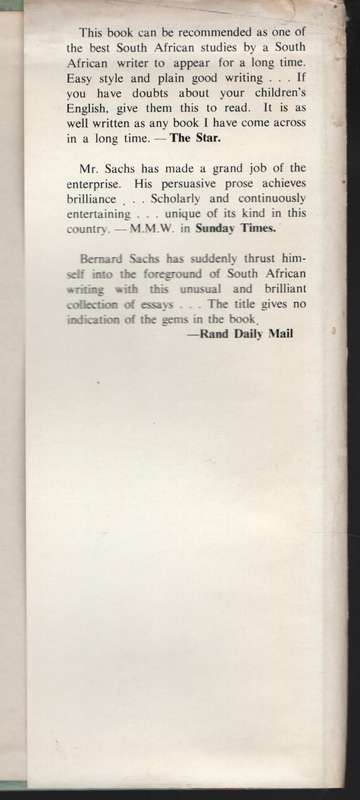 This book can be recommended as one of
the best South African studies by a South
African writer to appear for a long time.
Easy style and plain good writing . . . If
you have doubts about your children's
English, give them this to read. It is as
well written as any book I have come across
in a long time. — The Star.
Mr. Sachs has made a grand job of the
enterprise. His persuasive prose achieves
brilliance . . . Scholarly and continuously
entertaining . . . unique of its kind in this
country. — M.M.W. in Sunday Times.
Bernard Sachs has suddenly thrust him-
self into the foreground of South African
writing with this unusual and brilliant
collection of essays . . . The title gives no
indication of the gems in the book.
—Rand Daily Mail